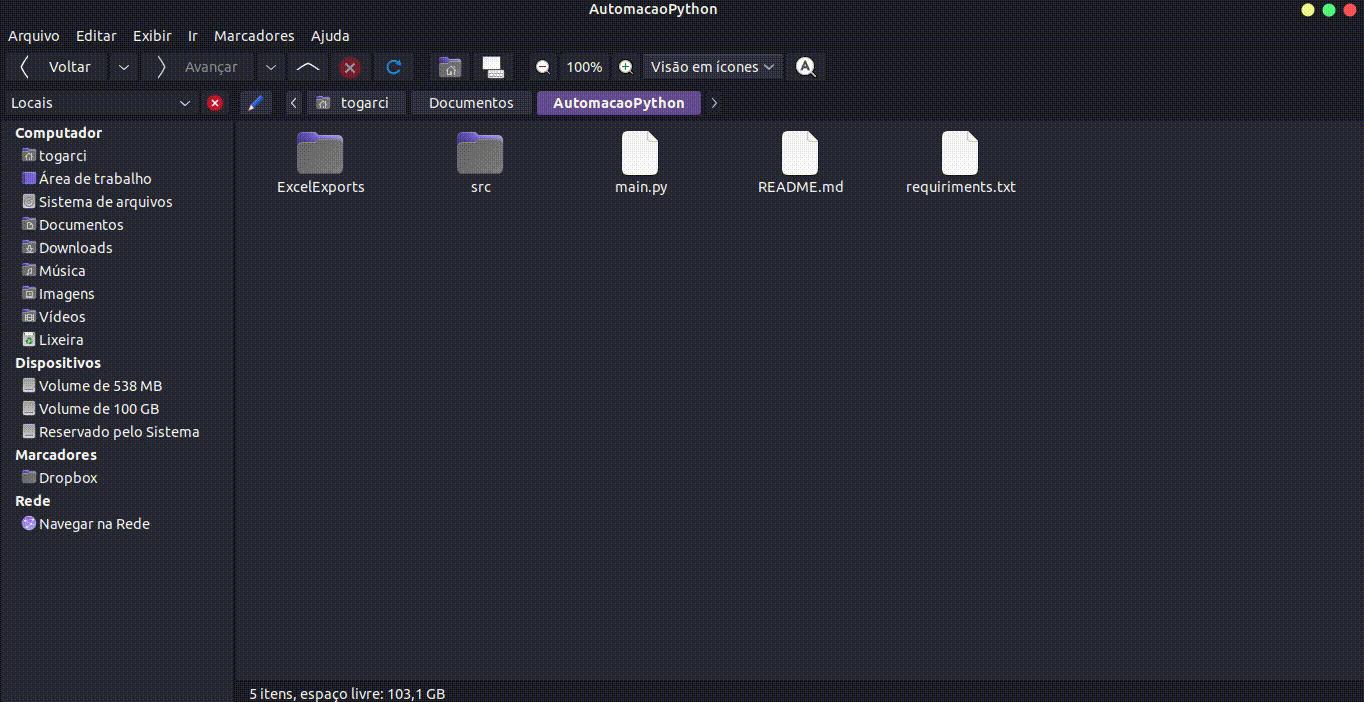 AutomacaoPython
Arquivo Editar Exibir Ir Marcadores Ajuda
Voltar Avançar 100% Visão em ícones
Locais togarci Documentos AutomacaoPython
Computador
togarci
Área de trabalho
Sistema de arquivos
Documentos
Downloads
Música
Imagens
Vídeos
Lixeira
Dispositivos
Volume de 538 MB
Volume de 100 GB
Reservado pelo Sistema
Marcadores
Dropbox
Rede
Navegar na Rede
ExcelExports src main.py README.md requiriments.txt
5 itens, espaço livre: 103,1 GB